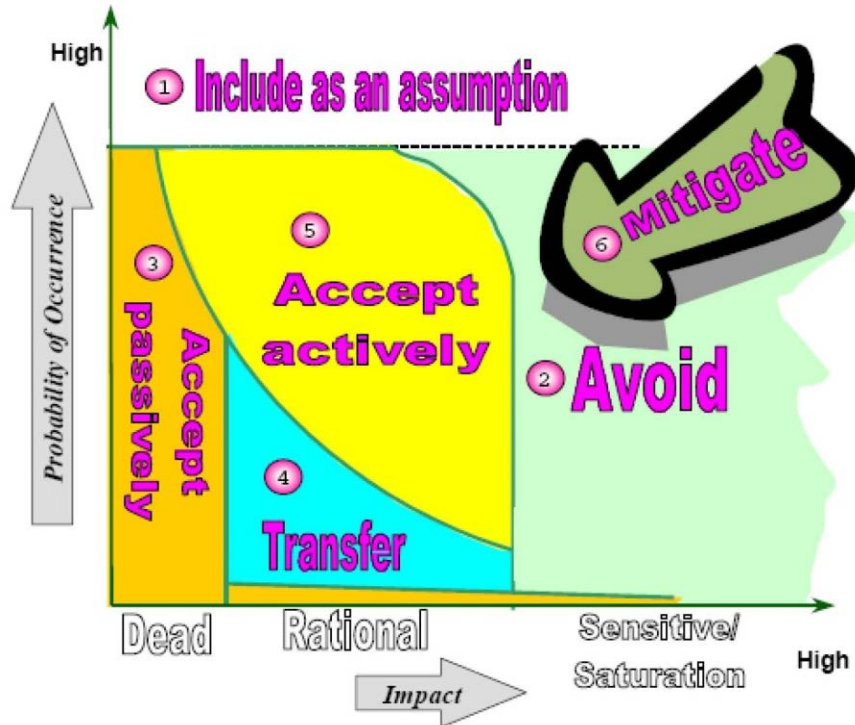 High
1 Include as an assumption
6 Mitigate
5 Accept
actively
3 Accept
passively
2 Avoid
4 Transfer
Probability of Occurrence
Dead
Rational
Sensitive/
Saturation
High
Impact